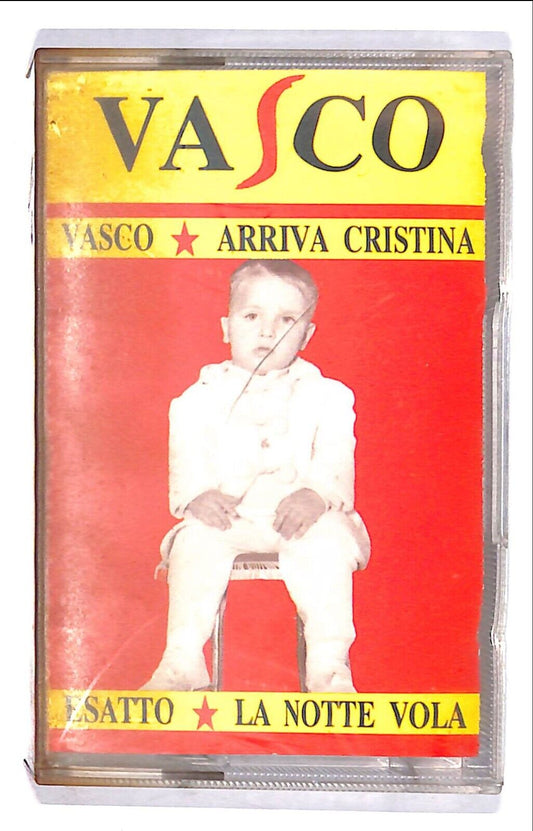 VASCO
VASCO ★ ARRIVA CRISTINA
ESATTO ★ LA NOTTE VOLA